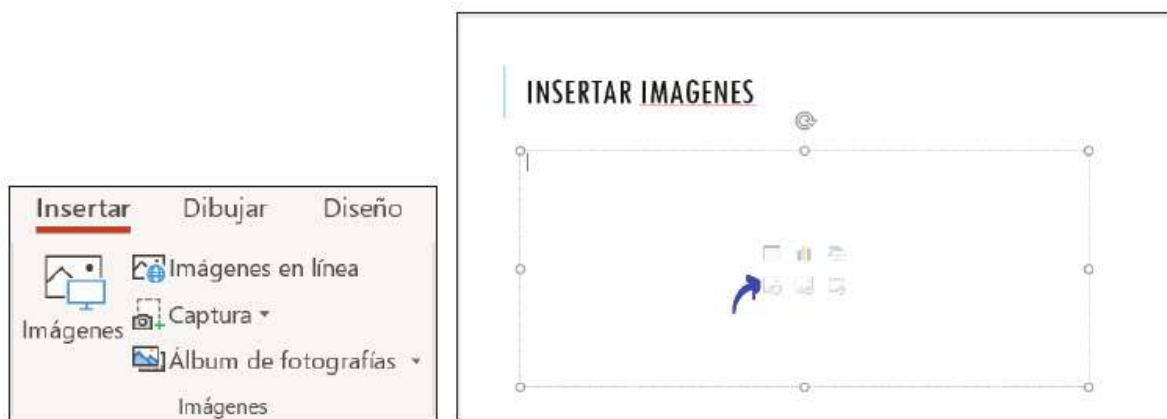 Insertar Dibujar Diseño
Imágenes
Imágenes en línea
Captura
Álbum de fotografías
Imágenes
INSERTAR IMAGENES